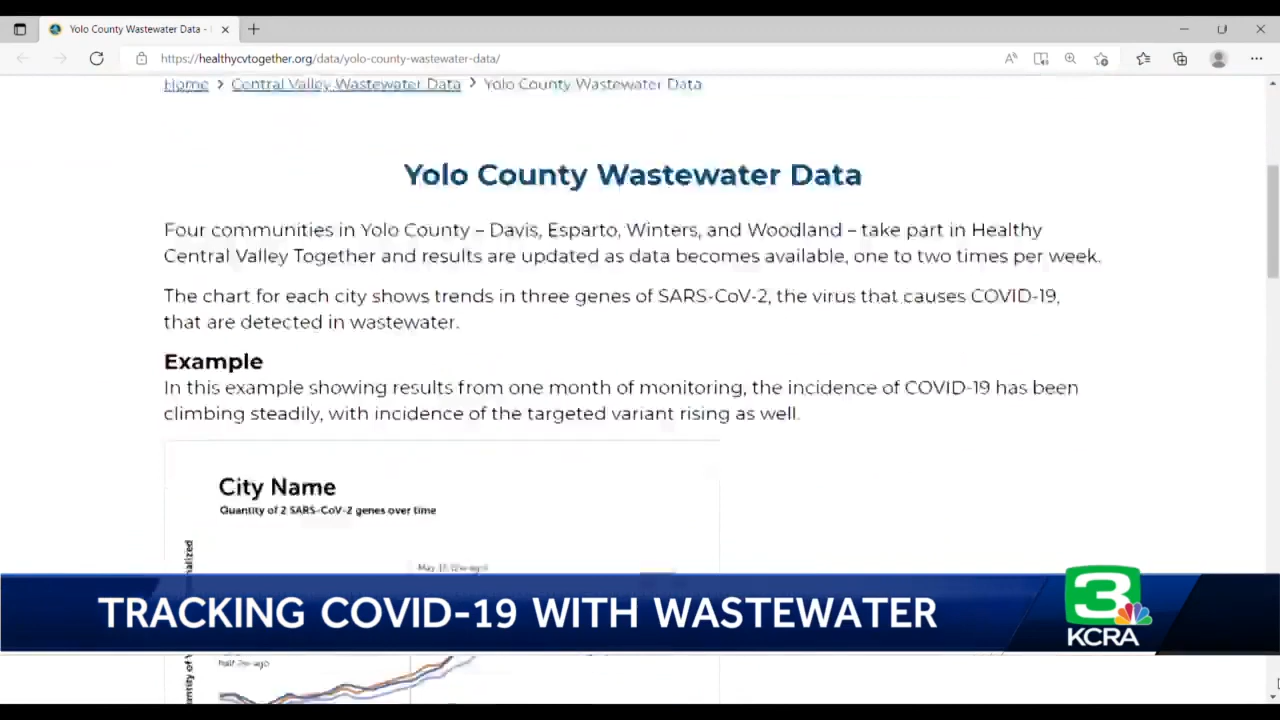 Yolo County Wastewater Data -
https://healthycvtogether.org/data/yolo-county-wastewater-data/
Home > Central Valley Wastewater Data > Yolo County Wastewater Data
Yolo County Wastewater Data
Four communities in Yolo County – Davis, Esparto, Winters, and Woodland – take part in Healthy
Central Valley Together and results are updated as data becomes available, one to two times per week.
The chart for each city shows trends in three genes of SARS-CoV-2, the virus that causes COVID-19,
that are detected in wastewater.
Example
In this example showing results from one month of monitoring, the incidence of COVID-19 has been
climbing steadily, with incidence of the targeted variant rising as well.
City Name
Quantity of 2 SARS-CoV-2 genes over time
TRACKING COVID-19 WITH WASTEWATER
3
KCRA